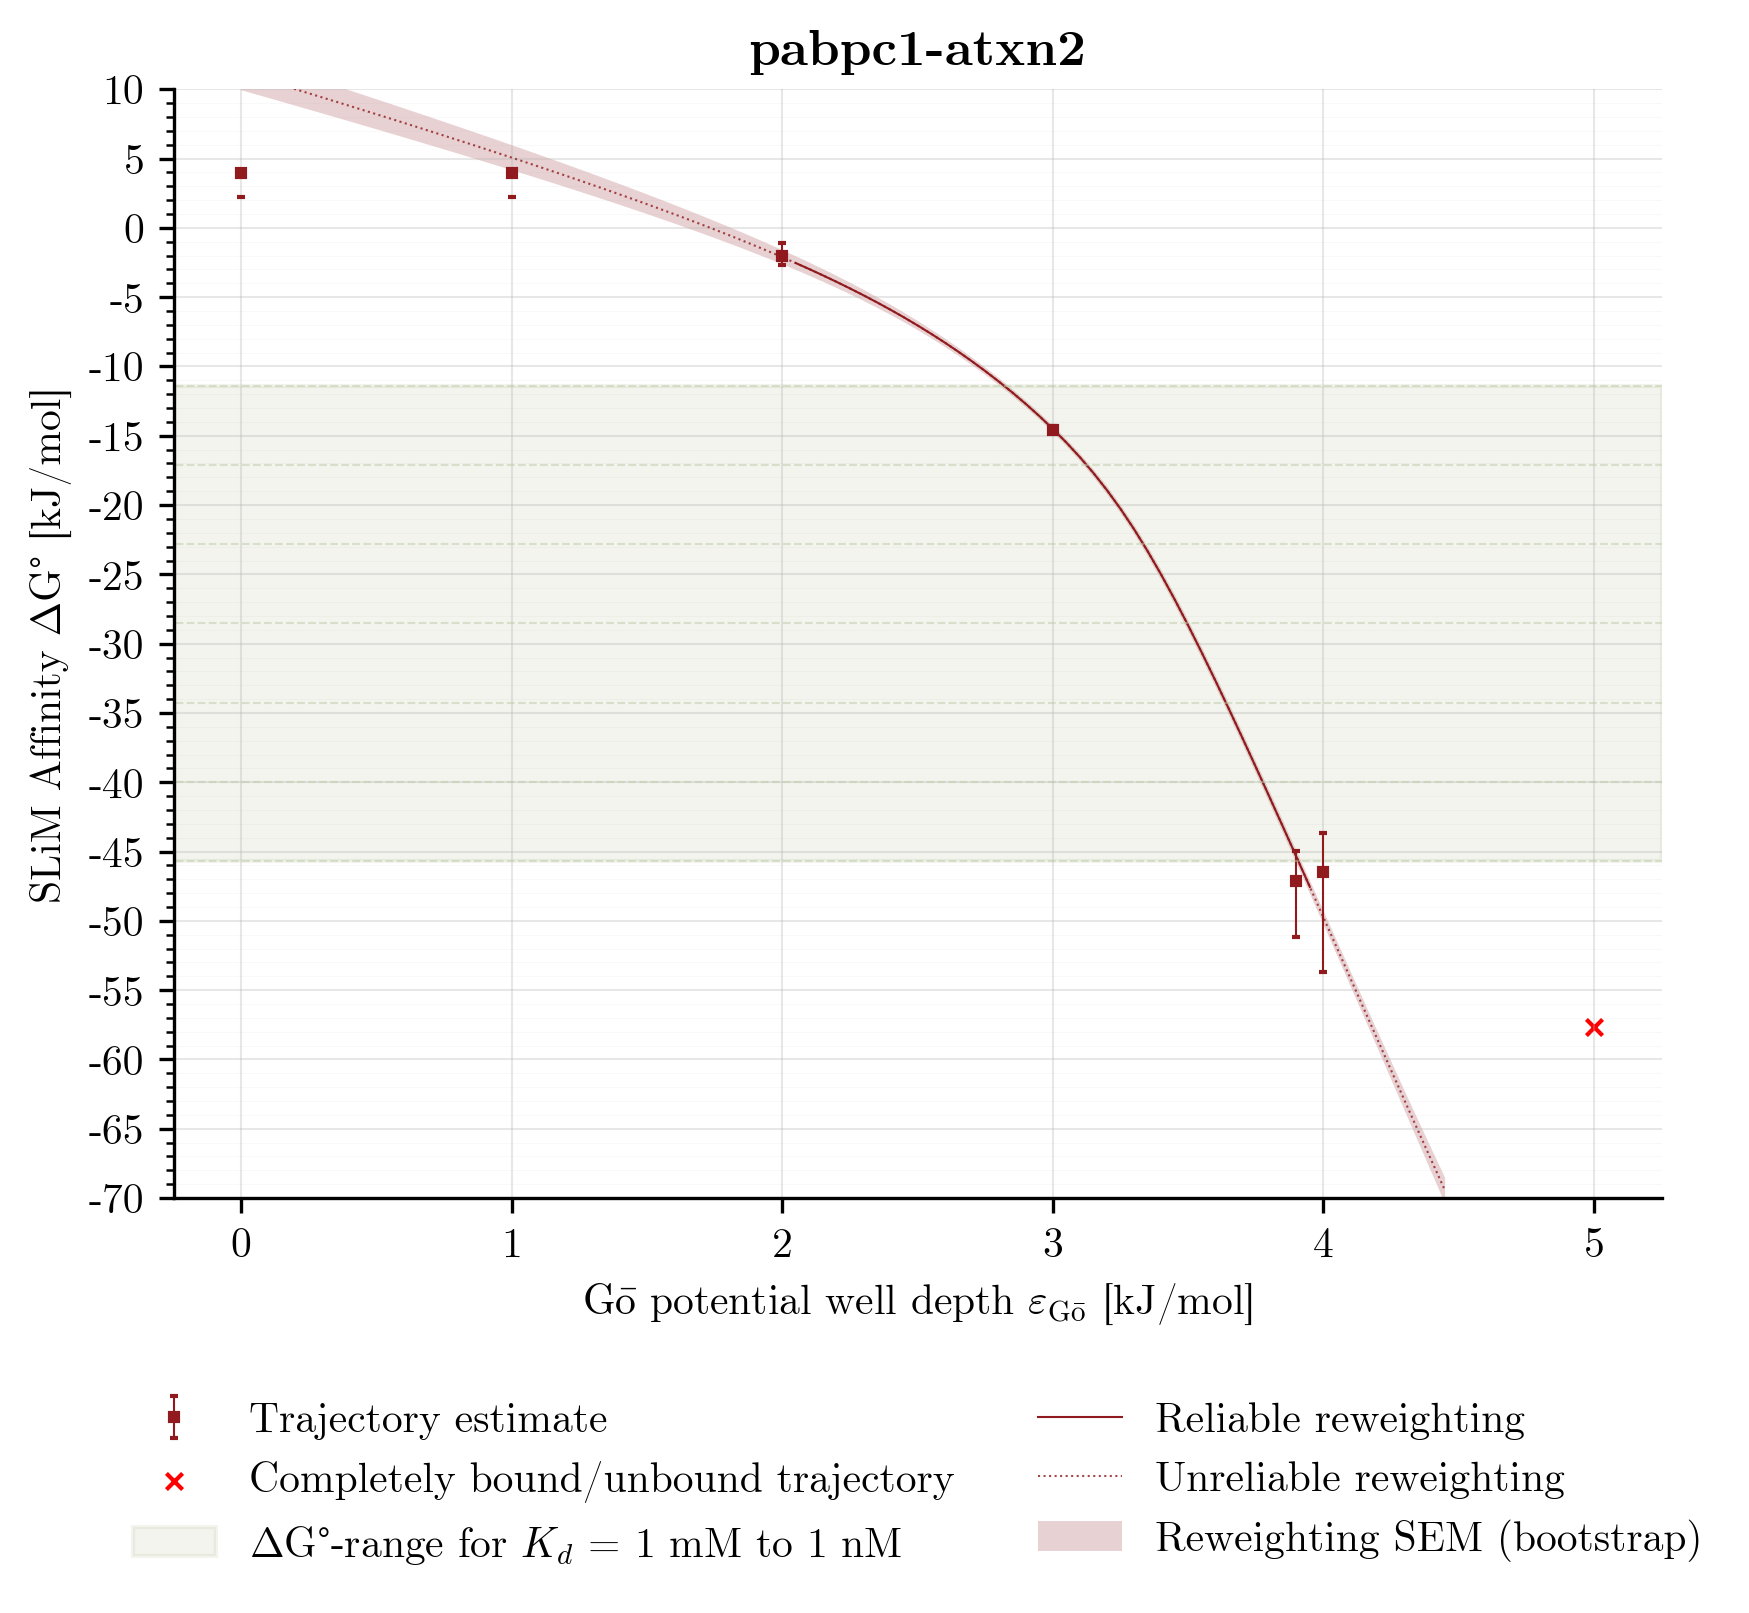 pabpc1-atxn2
10
5
0
-5
-10
-15
-20
-25
-30
-35
-40
-45
-50
-55
-60
-65
-70
SLiM Affinity ΔG° [kJ/mol]
0 1 2 3 4 5
Gō potential well depth ε_Gō [kJ/mol]
Trajectory estimate
Completely bound/unbound trajectory
ΔG°-range for K_d = 1 mM to 1 nM
Reliable reweighting
Unreliable reweighting
Reweighting SEM (bootstrap)